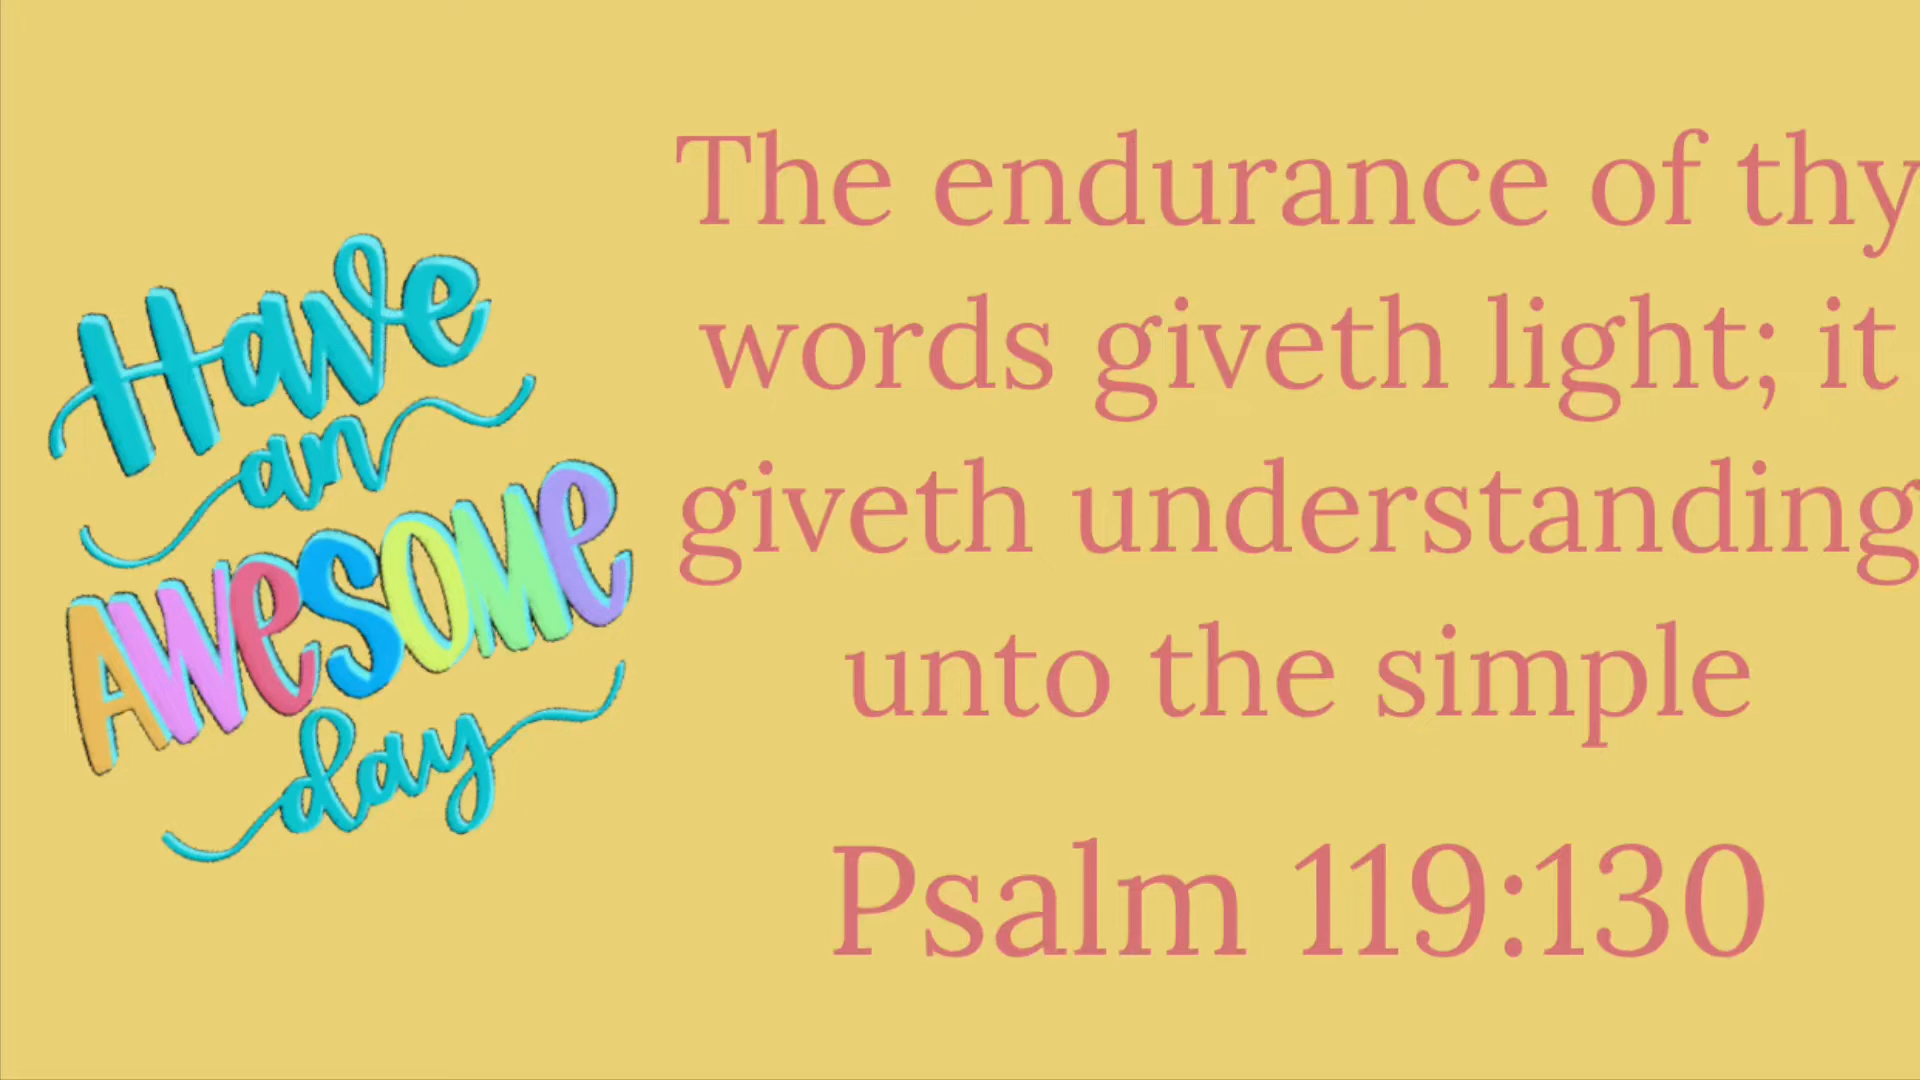 Have
an
AWeSOMe
day
The endurance of thy
words giveth light; it
giveth understanding
unto the simple
Psalm 119:130